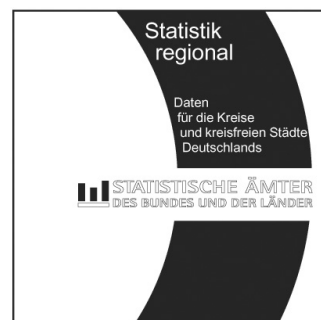 Statistik
regional
Daten
für die Kreise
und kreisfreien Städte
Deutschlands
STATISTISCHE ÄMTER
DES BUNDES UND DER LÄNDER